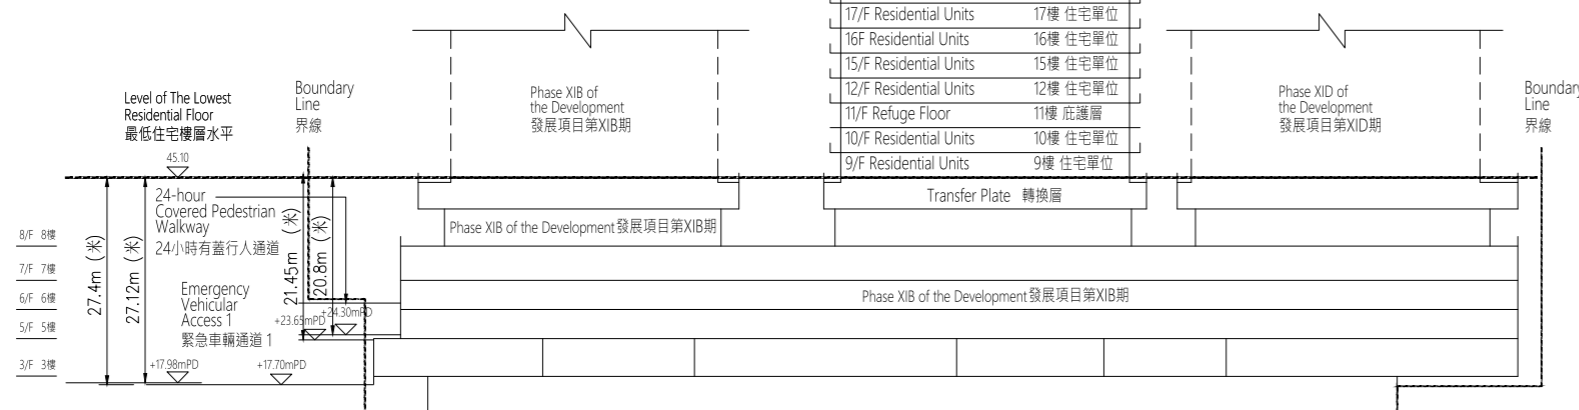 17/F Residential Units 17樓 住宅單位
16F Residential Units 16樓 住宅單位
15/F Residential Units 15樓 住宅單位
12/F Residential Units 12樓 住宅單位
11/F Refuge Floor 11樓 庇護層
10/F Residential Units 10樓 住宅單位
9/F Residential Units 9樓 住宅單位
Transfer Plate 轉換層
Level of The Lowest
Residential Floor
最低住宅樓層水平
45.10
Boundary
Line
界線
Phase XIB of
the Development
發展項目第XIB期
Phase XID of
the Development
發展項目第XID期
Boundary
Line
界線
24-hour
Covered Pedestrian
Walkway
24小時有蓋行人通道
Emergency
Vehicular
Access 1
緊急車輛通道 1
27.4m (米)
27.12m (米)
21.45m (米)
20.8m (米)
+24.30mPD
+23.65mPD
+17.98mPD
+17.70mPD
Phase XIB of the Development 發展項目第XIB期
Phase XIB of the Development 發展項目第XIB期
8/F 8樓
7/F 7樓
6/F 6樓
5/F 5樓
3/F 3樓